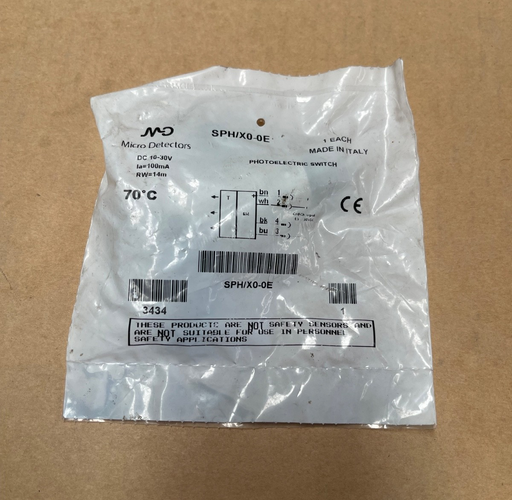 MD
Micro Detectors
SPH/X0-0E
1 EACH
MADE IN ITALY
DC 10-30V
Ia=100mA
RW=14m
PHOTOELECTRIC SWITCH
70°C
bn 1
wh 2
bk 4
bu 3
CE
SPH/X0-0E
3434
1
THESE PRODUCTS ARE NOT SAFETY SENSORS AND
ARE NOT SUITABLE FOR USE IN PERSONNEL
SAFETY APPLICATIONS